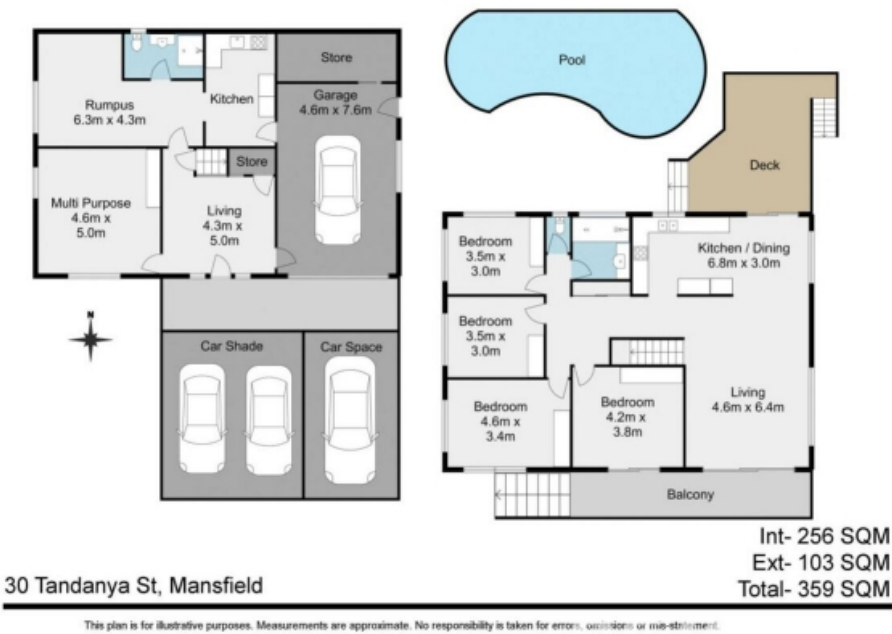 Pool
Store
Garage
4.6m x 7.6m
Kitchen
Rumpus
6.3m x 4.3m
Store
Multi Purpose
4.6m x
5.0m
Living
4.3m x
5.0m
N
Car Shade
Car Space
Deck
Bedroom
3.5m x
3.0m
Kitchen / Dining
6.8m x 3.0m
Bedroom
3.5m x
3.0m
Bedroom
4.6m x
3.4m
Bedroom
4.2m x
3.8m
Living
4.6m x 6.4m
Balcony
Int- 256 SQM
Ext- 103 SQM
Total- 359 SQM
30 Tandanya St, Mansfield
This plan is for illustrative purposes. Measurements are approximate. No responsibility is taken for errors, omissions or mis-statement.